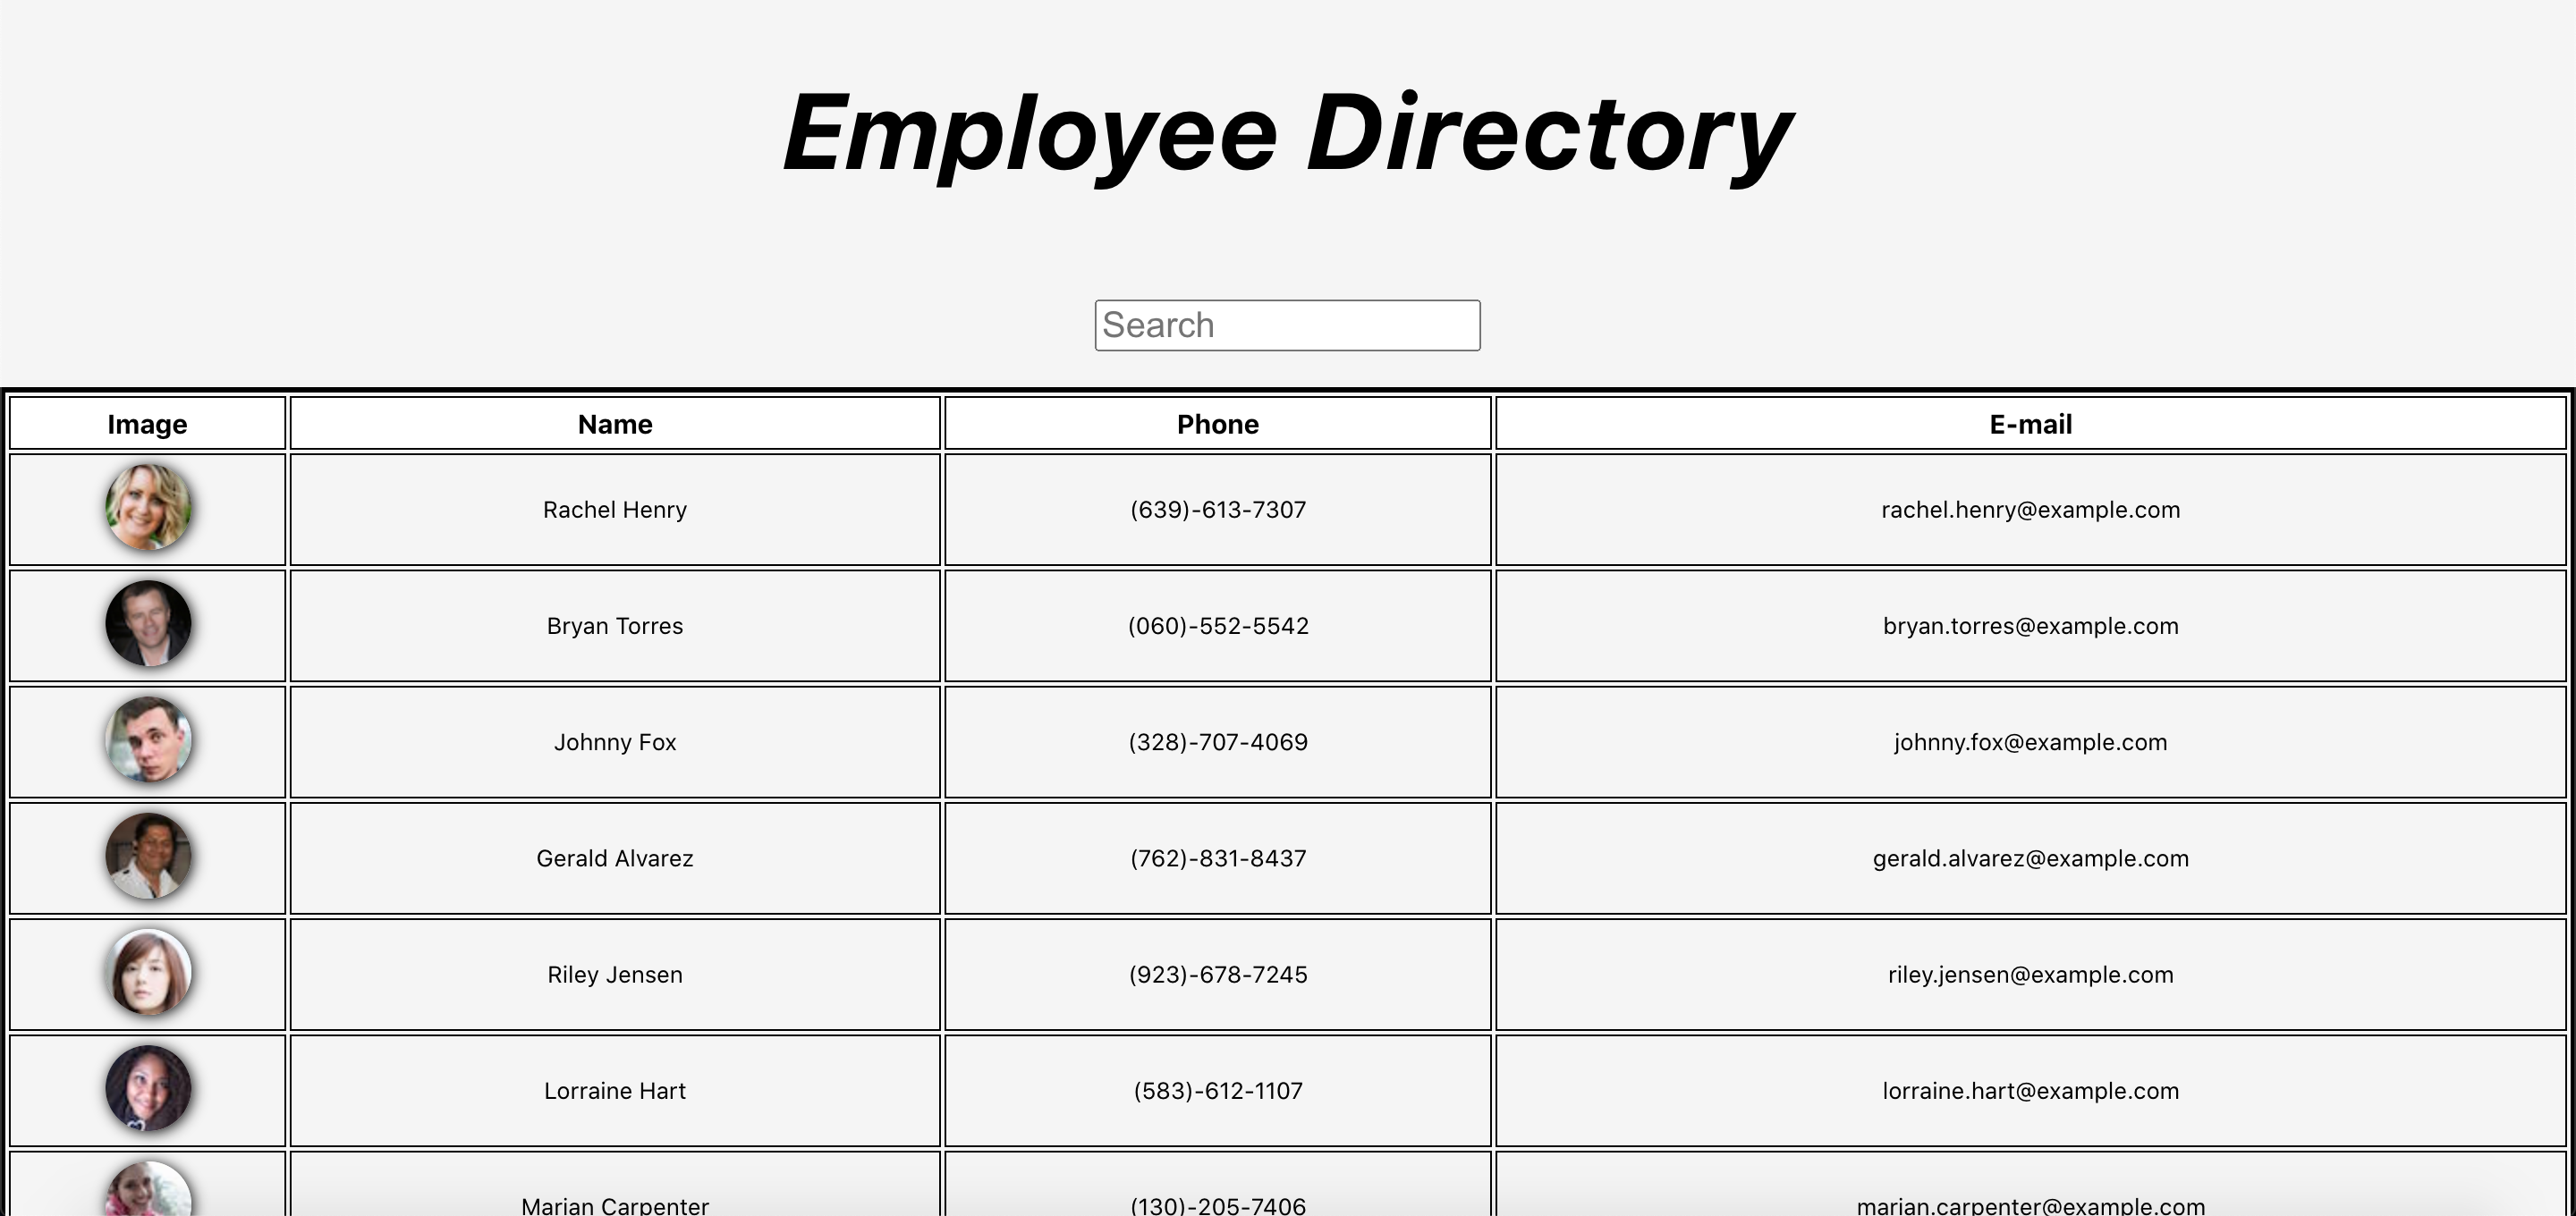 Employee Directory
Search
Image Name Phone E-mail
Rachel Henry (639)-613-7307 rachel.henry@example.com
Bryan Torres (060)-552-5542 bryan.torres@example.com
Johnny Fox (328)-707-4069 johnny.fox@example.com
Gerald Alvarez (762)-831-8437 gerald.alvarez@example.com
Riley Jensen (923)-678-7245 riley.jensen@example.com
Lorraine Hart (583)-612-1107 lorraine.hart@example.com
Marian Carpenter (130)-205-7406 marian.carpenter@example.com